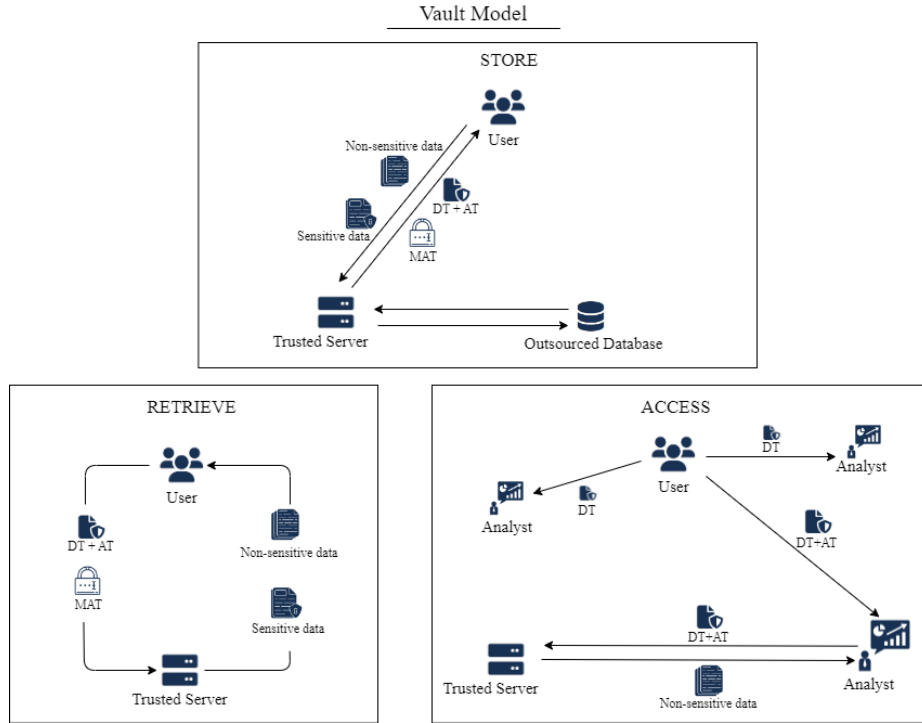 Vault Model
STORE
User
Non-sensitive data
DT + AT
Sensitive data
MAT
Trusted Server
Outsourced Database
RETRIEVE
User
DT + AT
Non-sensitive data
MAT
Sensitive data
Trusted Server
ACCESS
DT
Analyst
User
DT
Analyst
DT+AT
DT+AT
Trusted Server
Analyst
Non-sensitive data